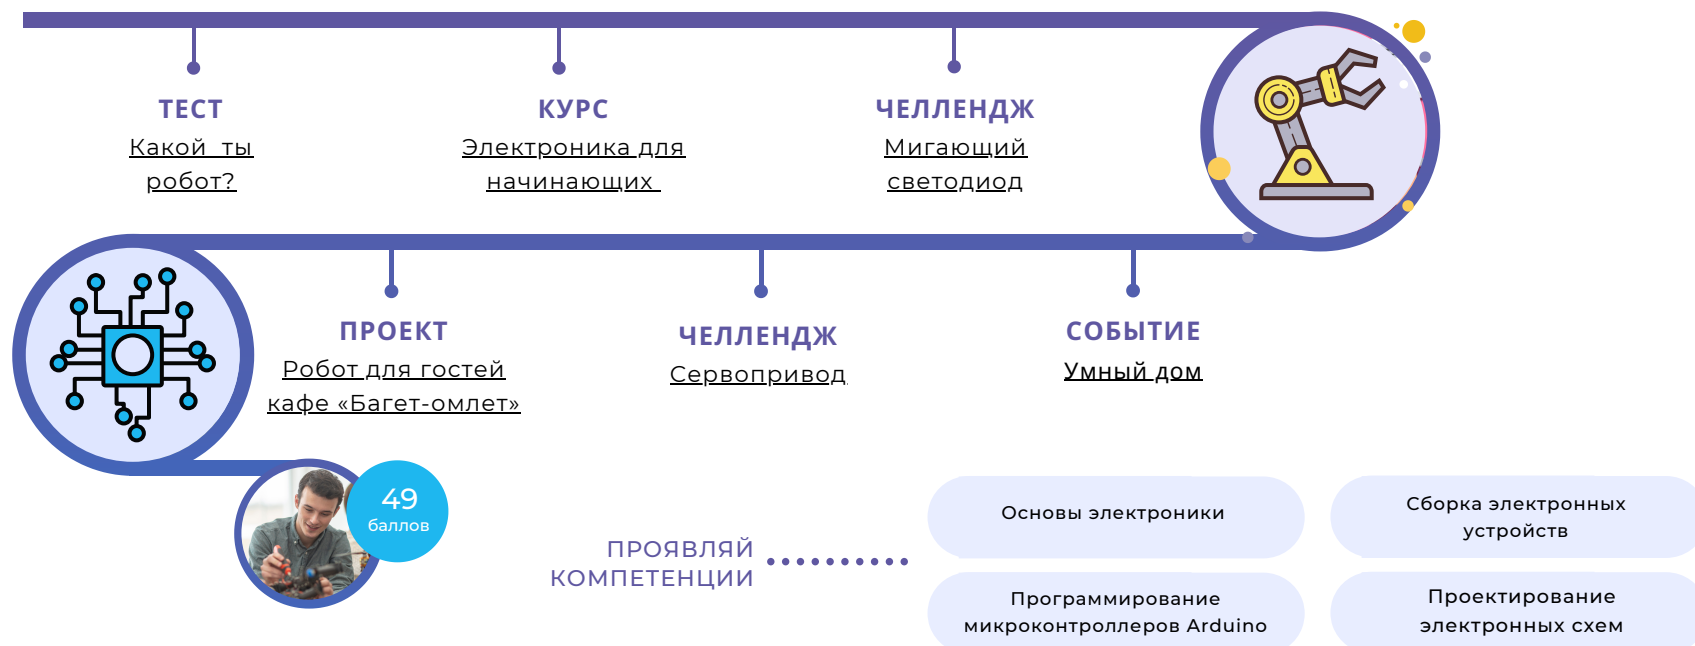 ТЕСТ
Какой ты
робот?
КУРС
Электроника для
начинающих
ЧЕЛЛЕНДЖ
Мигающий
светодиод
ПРОЕКТ
Робот для гостей
кафе «Багет-омлет»
ЧЕЛЛЕНДЖ
Сервопривод
СОБЫТИЕ
Умный дом
49
баллов
ПРОЯВЛЯЙ
КОМПЕТЕНЦИИ
Основы электроники
Сборка электронных
устройств
Программирование
микроконтроллеров Arduino
Проектирование
электронных схем